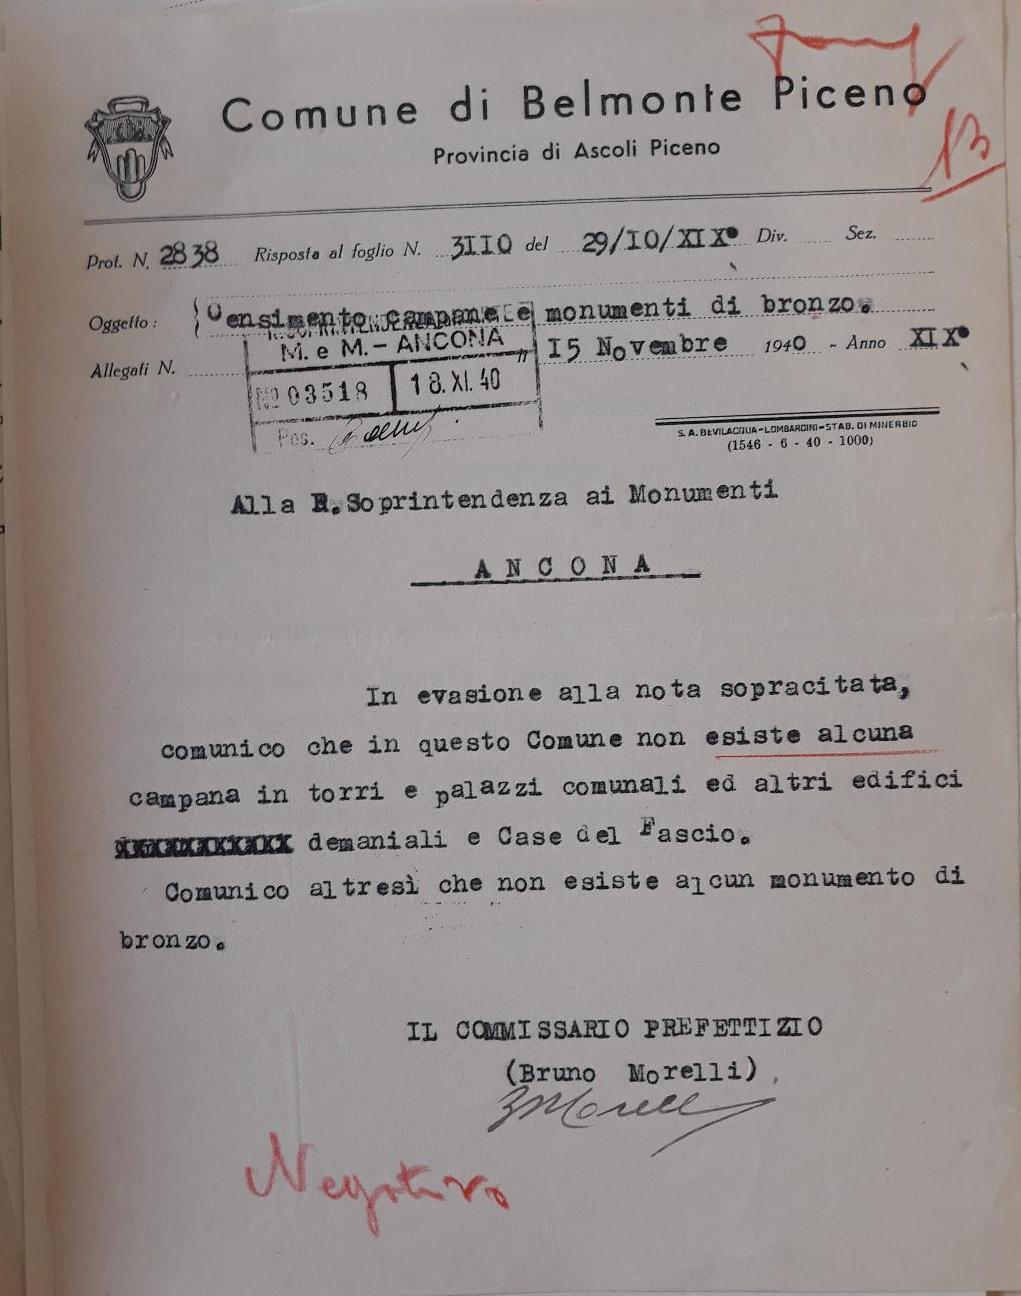 Comune di Belmonte Piceno
13
Provincia di Ascoli Piceno
Prot. N. 2838 Risposta al foglio N. 3110 del 29/10/XIX° Div. Sez.
Oggetto: Censimento campane e monumenti di bronzo.
M. e M. - ANCONA
Allegati N. 15 Novembre 1940 - Anno XIX°
No 03518 18. XI. 40
Pos.
S. A. BEVILACQUA-LOMBARDINI-STAB. DI MINERBIO
(1546 - 6 - 40 - 1000)
Alla R. Soprintendenza ai Monumenti
ANCONA
In evasione alla nota sopracitata,
comunico che in questo Comune non esiste alcuna
campana in torri e palazzi comunali ed altri edifici
xxxxxxxxxxx demaniali e Case del Fascio.
Comunico altresì che non esiste alcun monumento di
bronzo.
IL COMMISSARIO PREFETTIZIO
(Bruno Morelli)
BMorelli
Negativo